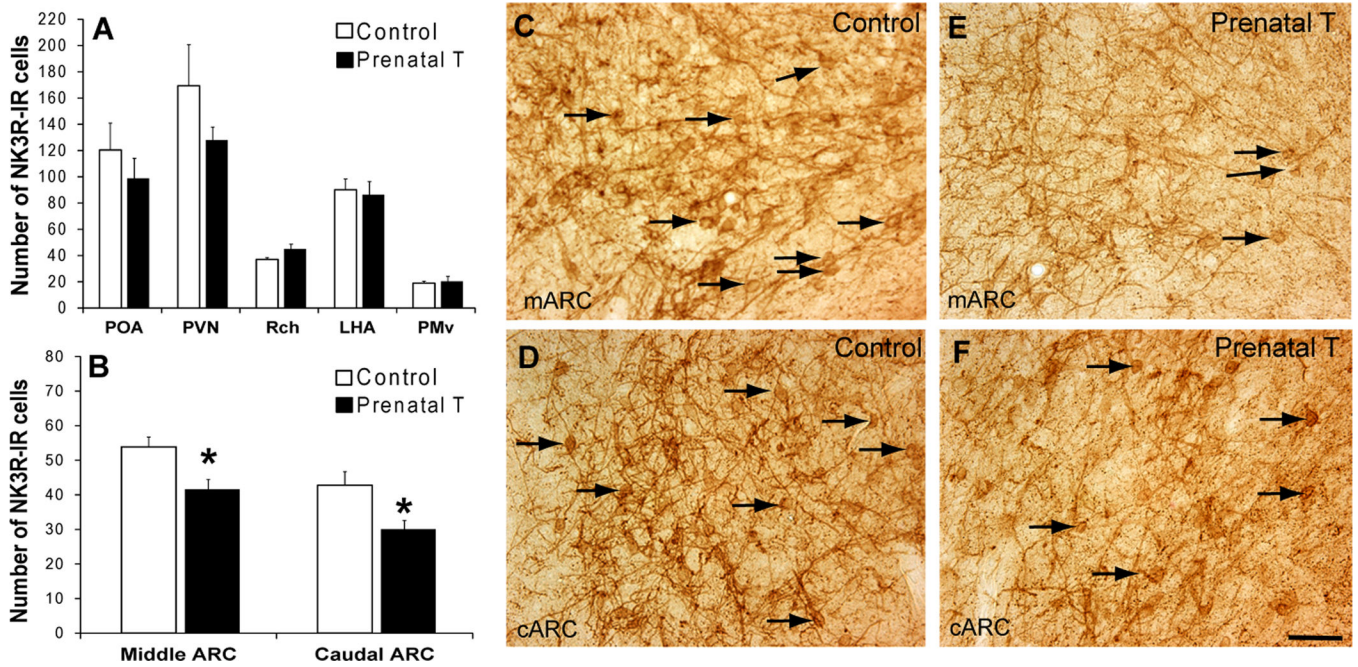 A
Number of NK3R-IR cells
220
200
180
160
140
120
100
80
60
40
20
0
Control
Prenatal T
POA PVN Rch LHA PMv
B
Number of NK3R-IR cells
80
70
60
50
40
30
20
10
0
Control
Prenatal T
*
*
Middle ARC Caudal ARC
C Control
mARC
E Prenatal T
mARC
D Control
cARC
F Prenatal T
cARC